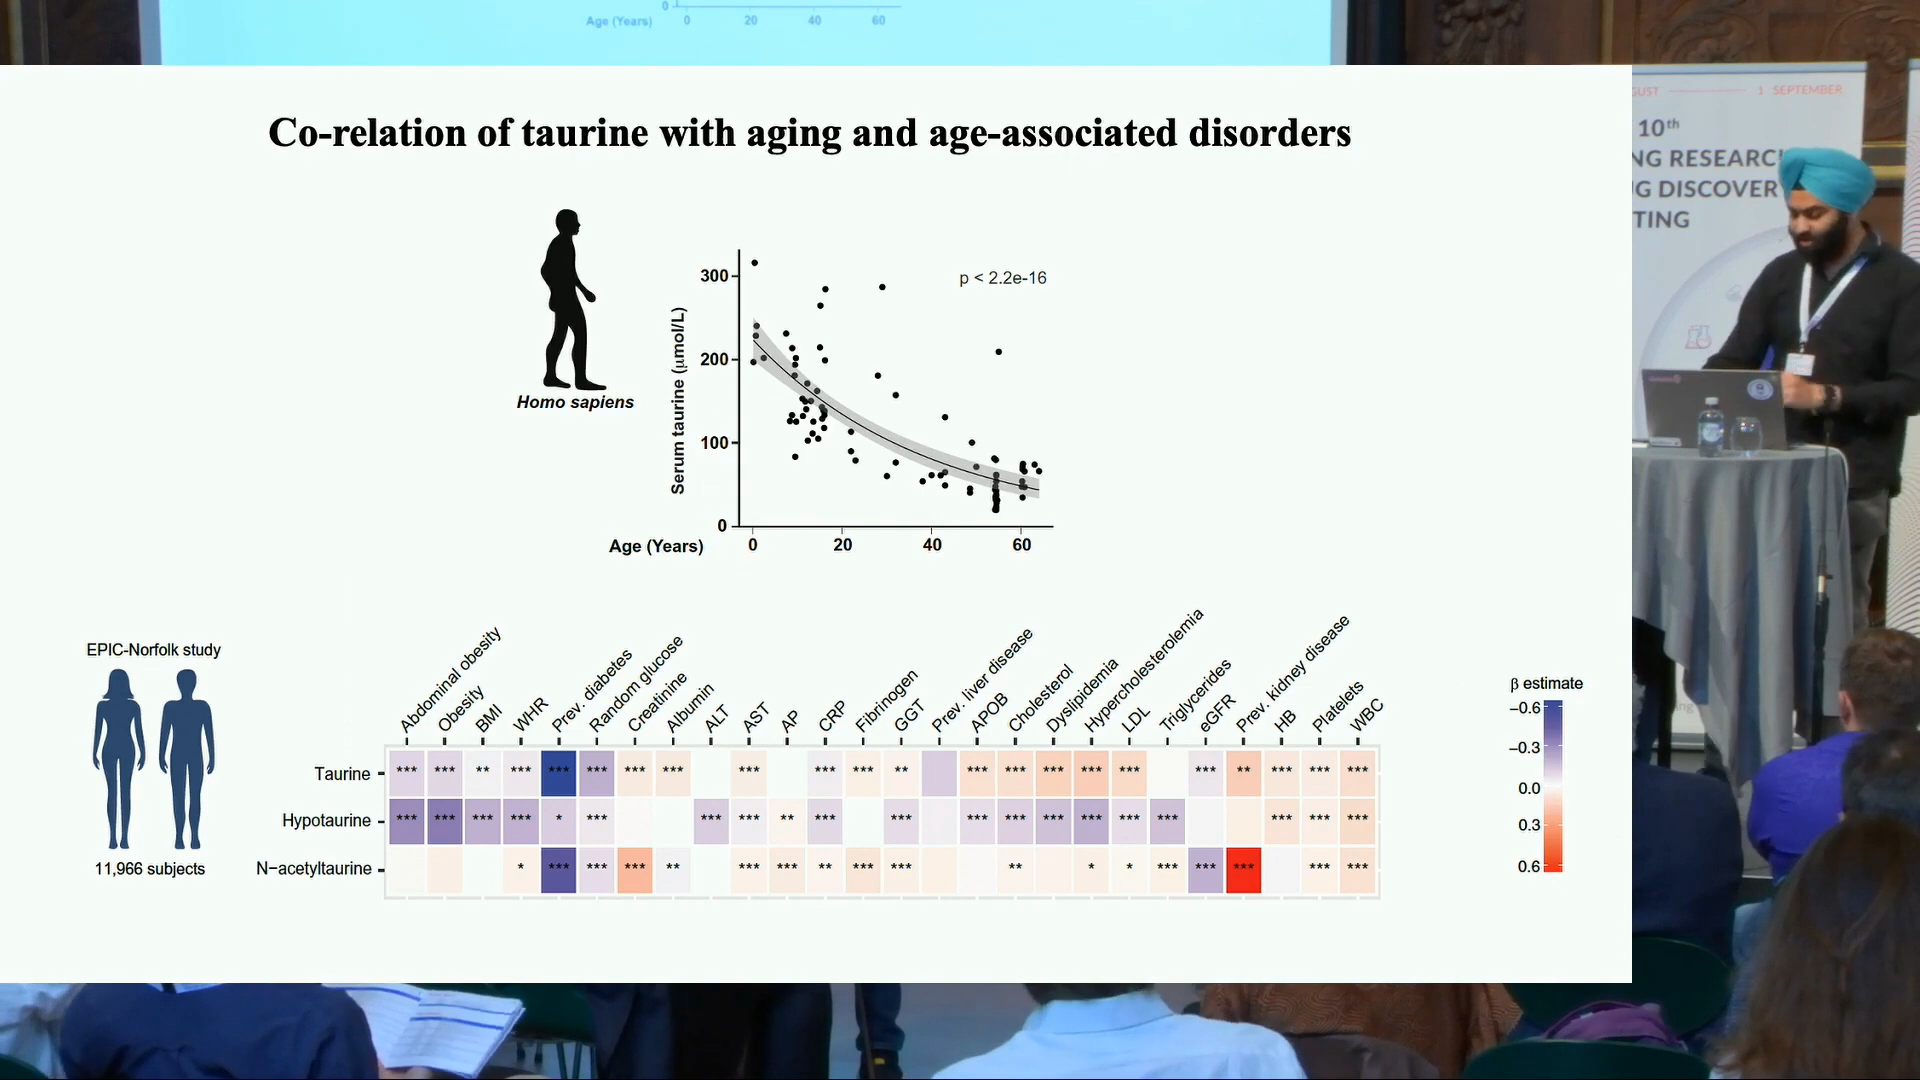 0
Age (Years) 0 20 40 60
1 SEPTEMBER
10th
Co-relation of taurine with aging and age-associated disorders
Homo sapiens
Serum taurine (µmol/L)
300
200
100
0
p < 2.2e-16
Age (Years) 0 20 40 60
EPIC-Norfolk study
11,966 subjects
Abdominal obesity
Obesity
BMI
WHR
Prev. diabetes
Random glucose
Creatinine
Albumin
ALT
AST
AP
CRP
Fibrinogen
GGT
Prev. liver disease
APOB
Cholesterol
Dyslipidemia
Hypercholesterolemia
LDL
Triglycerides
eGFR
Prev. kidney disease
HB
Platelets
WBC
Taurine *** *** ** *** *** *** *** *** *** *** *** ** *** *** *** *** *** *** ** *** *** ***
Hypotaurine *** *** *** *** * *** *** *** ** *** *** *** *** *** *** *** *** *** *** ***
N−acetyltaurine * *** *** *** ** *** *** ** *** *** ** * * *** *** *** *** ***
β estimate
−0.6
−0.3
0.0
0.3
0.6